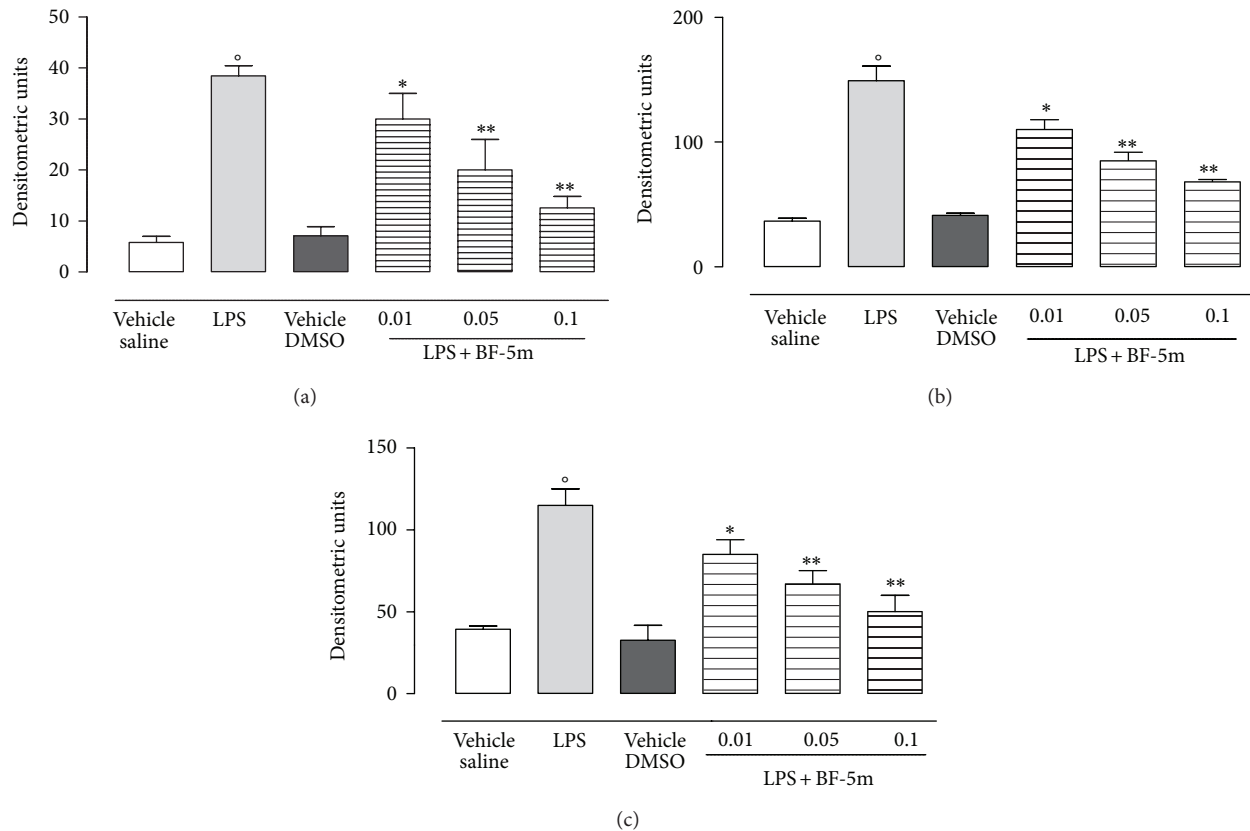 50
40
30
20
10
0
Densitometric units
°
*
**
**
Vehicle saline
LPS
Vehicle DMSO
0.01
0.05
0.1
LPS + BF-5m
(a)
200
100
0
Densitometric units
°
*
**
**
Vehicle saline
LPS
Vehicle DMSO
0.01
0.05
0.1
LPS + BF-5m
(b)
150
100
50
0
Densitometric units
°
*
**
**
Vehicle saline
LPS
Vehicle DMSO
0.01
0.05
0.1
LPS + BF-5m
(c)